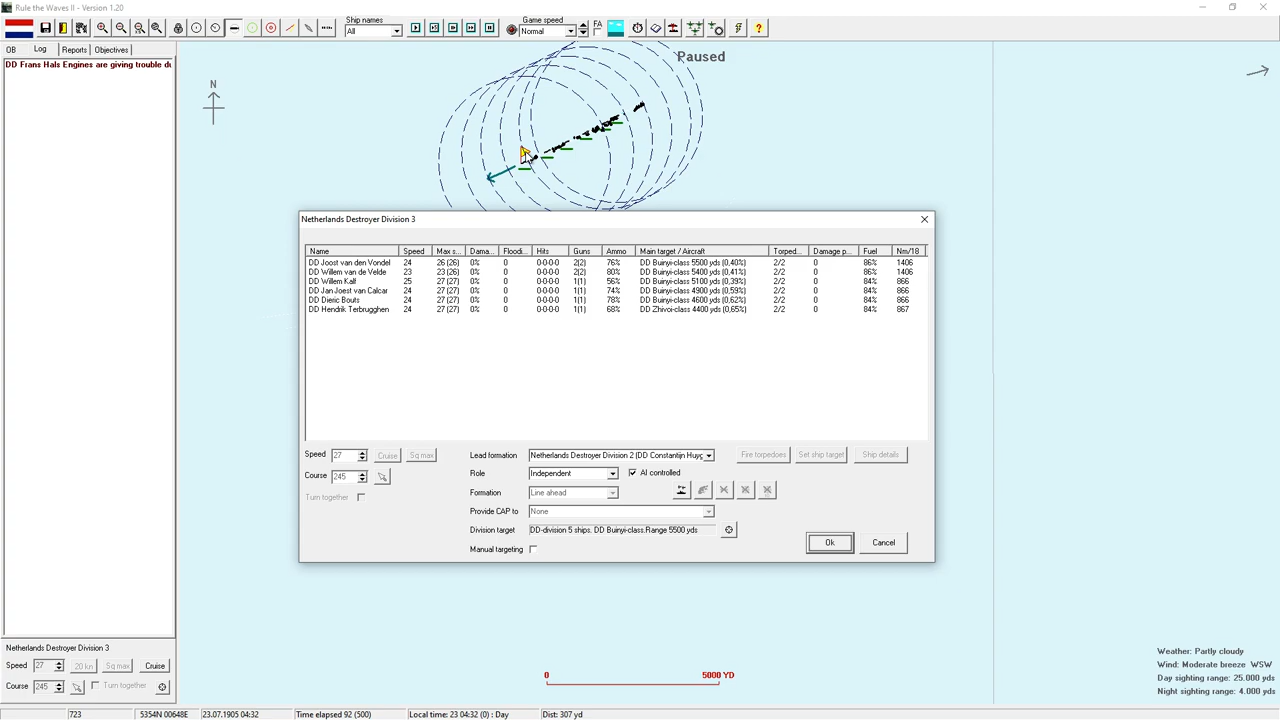 Rule the Waves II - Version 1.20
Ship names
All
Game speed
Normal
FA
OB Log Reports Objectives
DD Frans Hals Engines are giving trouble du
N
Paused
Netherlands Destroyer Division 3
Name Speed Max s... Dama... Floodi... Hits Guns Ammo Main target / Aircraft Torped... Damage p... Fuel Nm/18
DD Joost van den Vondel 24 26 (26) 0% 0 0-0-0-0 2(2) 76% DD Buinyi-class 5500 yds (0,40%) 2/2 0 86% 1406
DD Willem van de Velde 23 23 (26) 0% 0 0-0-0-0 2(2) 80% DD Buinyi-class 5400 yds (0,41%) 2/2 0 86% 1406
DD Willem Kalf 25 27 (27) 0% 0 0-0-0-0 1(1) 56% DD Buinyi-class 5100 yds (0,39%) 2/2 0 84% 866
DD Jan Joest van Calcar 24 27 (27) 0% 0 0-0-0-0 1(1) 74% DD Buinyi-class 4900 yds (0,59%) 2/2 0 84% 866
DD Dieric Bouts 24 27 (27) 0% 0 0-0-0-0 1(1) 78% DD Buinyi-class 4600 yds (0,62%) 2/2 0 84% 866
DD Hendrik Terbrugghen 24 27 (27) 0% 0 0-0-0-0 1(1) 68% DD Zhivoi-class 4400 yds (0,65%) 2/2 0 84% 867
Speed 27 Cruise Sq max
Course 245
Turn together
Lead formation Netherlands Destroyer Division 2 (DD Constantijn Huyg
Fire torpedoes Set ship target Ship details
Role Independent AI controlled
Formation Line ahead
Provide CAP to None
Division target DD-division 5 ships. DD Buinyi-class.Range 5500 yds
Manual targeting
Ok Cancel
Netherlands Destroyer Division 3
Speed 27 20 kn Sq max Cruise
Course 245 Turn together
0 5000 YD
Weather: Partly cloudy
Wind: Moderate breeze WSW
Day sighting range: 25.000 yds
Night sighting range: 4.000 yds
723 5354N 00648E 23.07.1905 04:32 Time elapsed 92 (500) Local time: 23 04:32 (0) : Day Dist: 307 yd